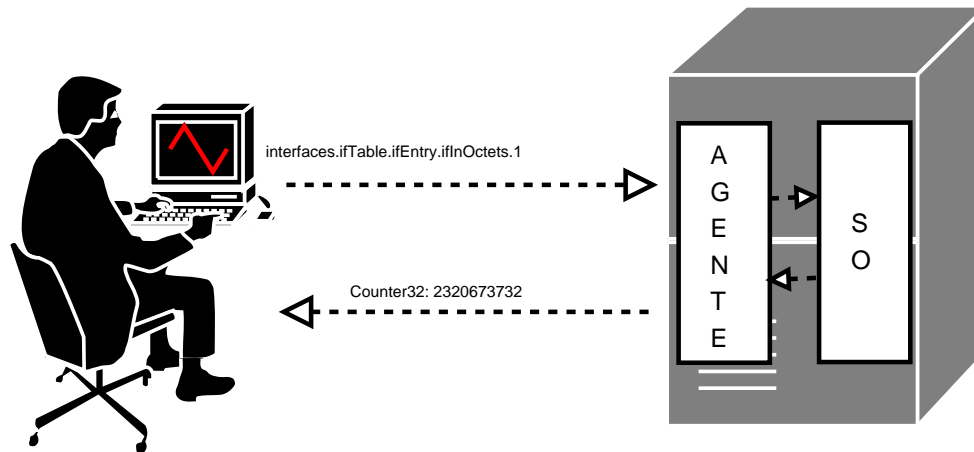 interfaces.ifTable.ifEntry.ifInOctets.1
Counter32: 2320673732
A
G
E
N
T
E
S
O